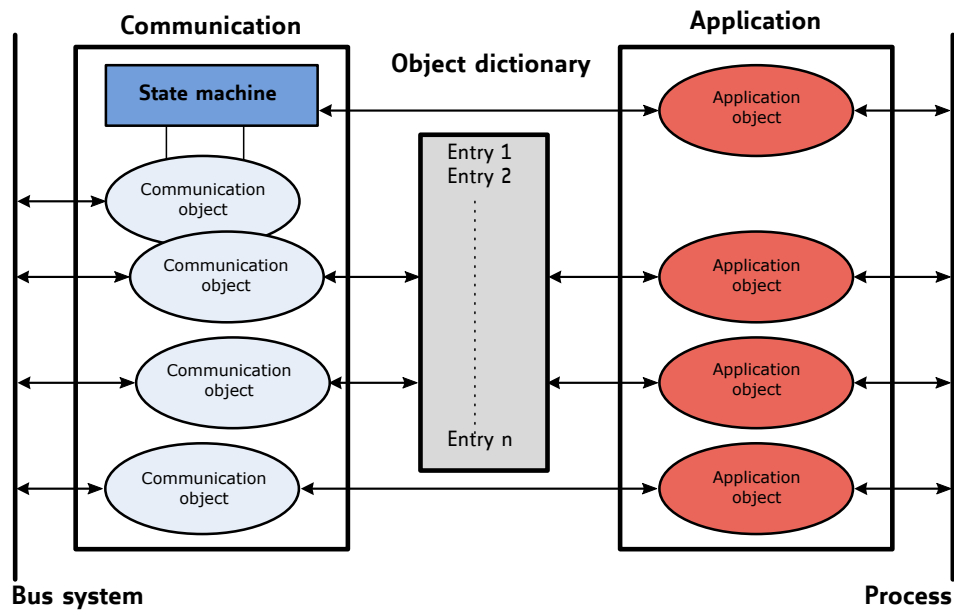 Communication
Application
Object dictionary
State machine
Application
object
Entry 1
Entry 2
Communication
object
Communication
object
Application
object
Communication
object
Application
object
Entry n
Communication
object
Application
object
Bus system
Process